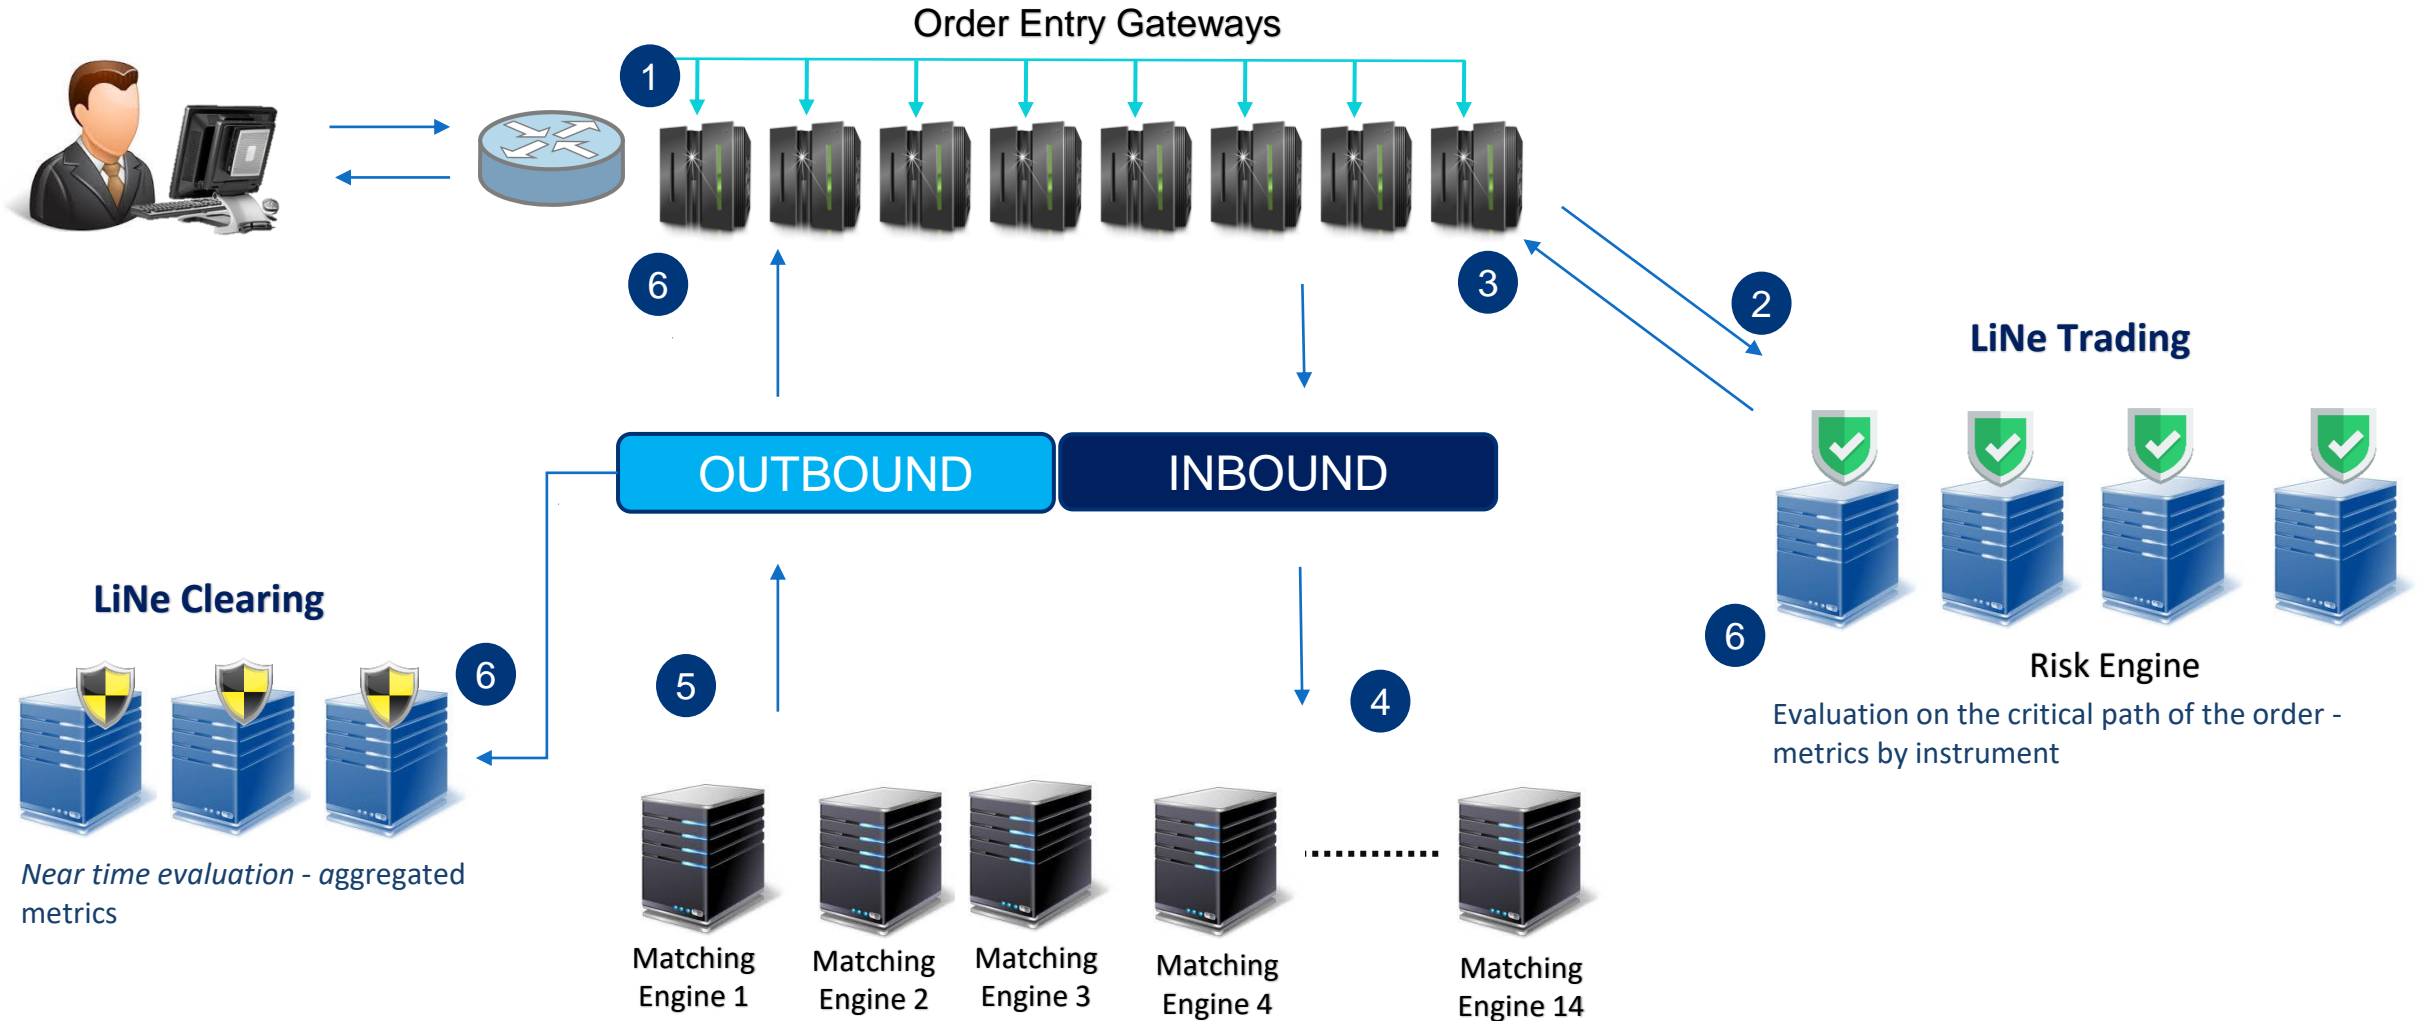 Order Entry Gateways
1
6
3
2
LiNe Trading
OUTBOUND
INBOUND
LiNe Clearing
6
5
4
6
Risk Engine
Evaluation on the critical path of the order -
metrics by instrument
Near time evaluation - aggregated
metrics
Matching
Engine 1
Matching
Engine 2
Matching
Engine 3
Matching
Engine 4
Matching
Engine 14